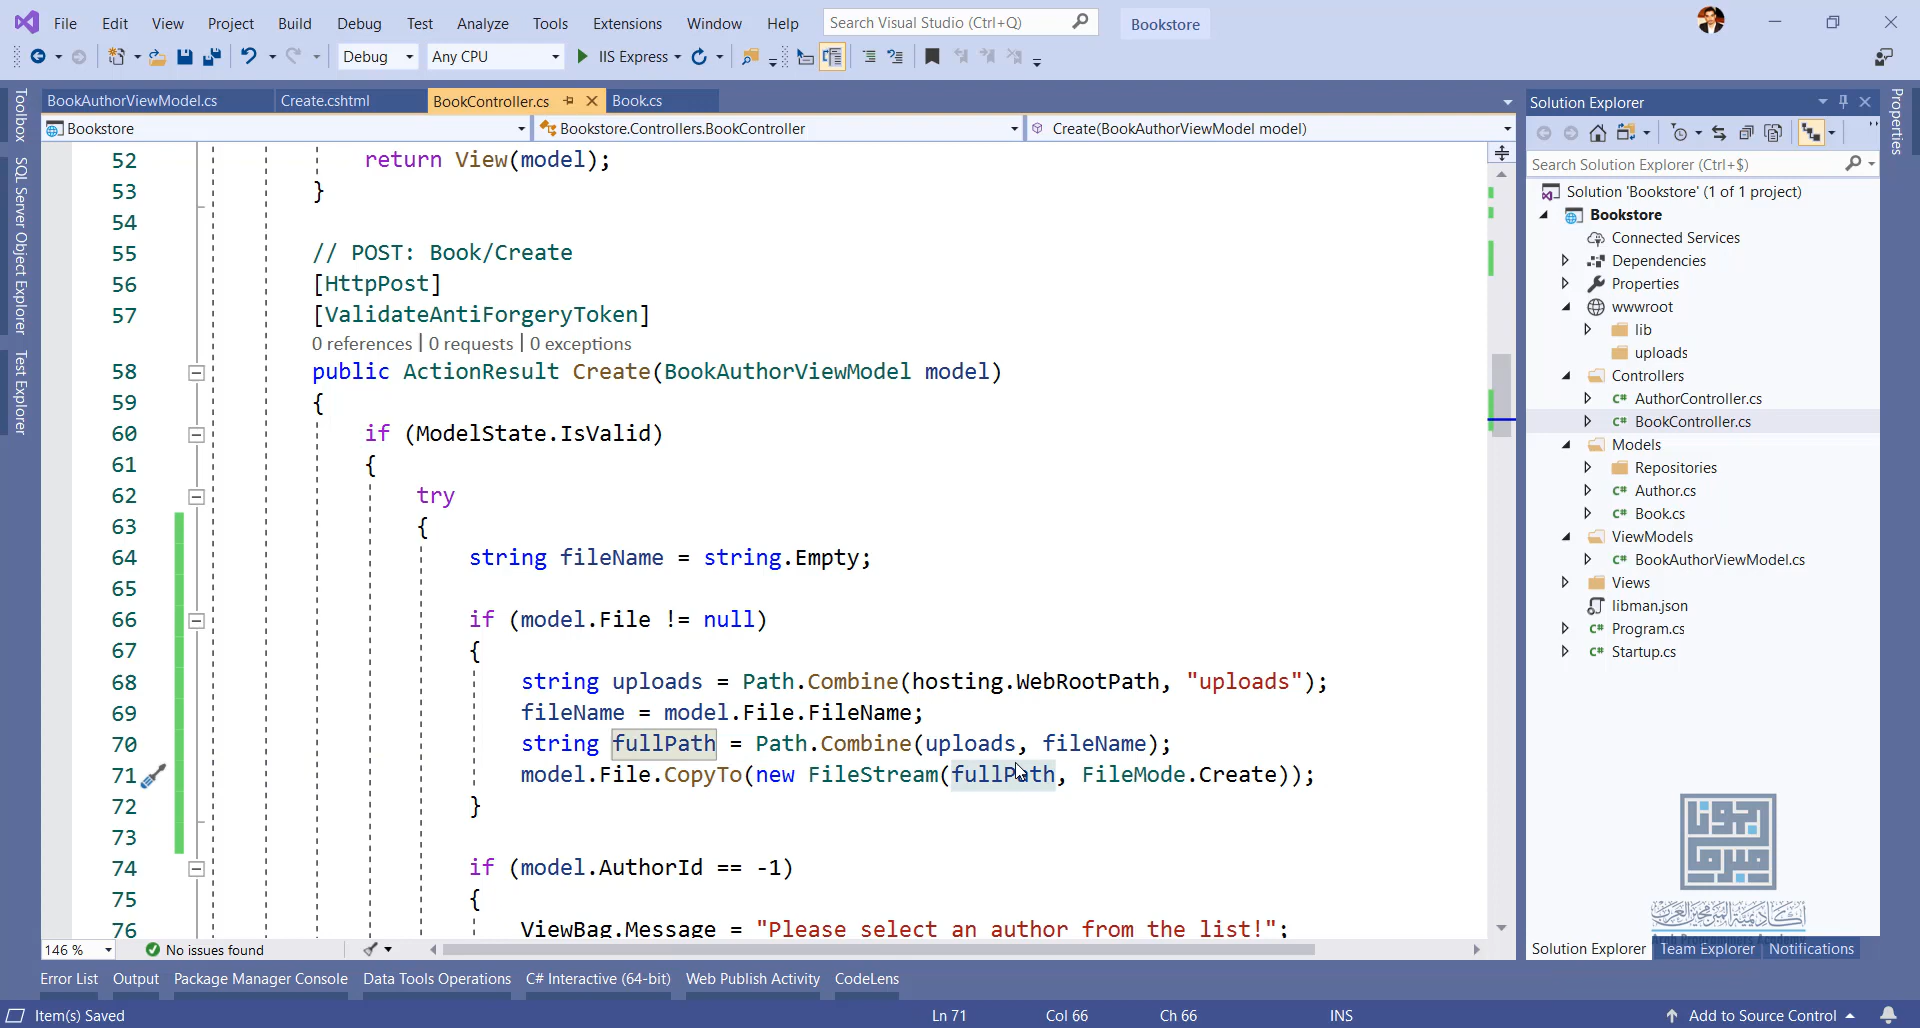 File Edit View Project Build Debug Test Analyze Tools Extensions Window Help Search Visual Studio (Ctrl+Q) Bookstore
Debug Any CPU IIS Express
BookAuthorViewModel.cs Create.cshtml BookController.cs Book.cs
Bookstore Bookstore.Controllers.BookController Create(BookAuthorViewModel model)
Toolbox
SQL Server Object Explorer
Test Explorer
52 return View(model);
53 }
54
55 // POST: Book/Create
56 [HttpPost]
57 [ValidateAntiForgeryToken]
0 references | 0 requests | 0 exceptions
58 public ActionResult Create(BookAuthorViewModel model)
59 {
60 if (ModelState.IsValid)
61 {
62 try
63 {
64 string fileName = string.Empty;
65
66 if (model.File != null)
67 {
68 string uploads = Path.Combine(hosting.WebRootPath, "uploads");
69 fileName = model.File.FileName;
70 string fullPath = Path.Combine(uploads, fileName);
71 model.File.CopyTo(new FileStream(fullPath, FileMode.Create));
72 }
73
74 if (model.AuthorId == -1)
75 {
76 ViewBag.Message = "Please select an author from the list!";
146 % No issues found
Solution Explorer
Search Solution Explorer (Ctrl+$)
Solution 'Bookstore' (1 of 1 project)
Bookstore
Connected Services
Dependencies
Properties
wwwroot
lib
uploads
Controllers
AuthorController.cs
BookController.cs
Models
Repositories
Author.cs
Book.cs
ViewModels
BookAuthorViewModel.cs
Views
libman.json
Program.cs
Startup.cs
Properties
أكاديمية المبرمجين العرب
Arab Programmers Academy
Solution Explorer Team Explorer Notifications
Error List Output Package Manager Console Data Tools Operations C# Interactive (64-bit) Web Publish Activity CodeLens
Item(s) Saved Ln 71 Col 66 Ch 66 INS Add to Source Control